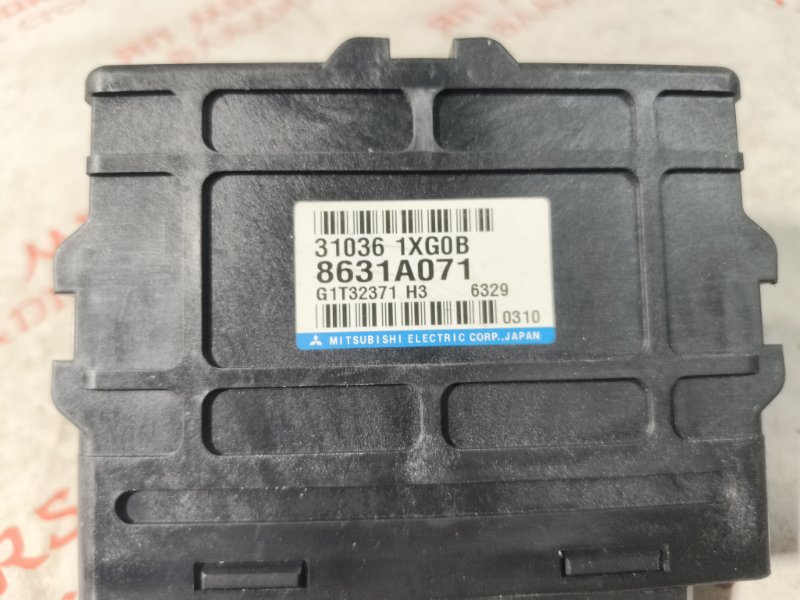 31036 1XG0B
8631A071
G1T32371 H3 6329
0310
MITSUBISHI ELECTRIC CORP.,JAPAN